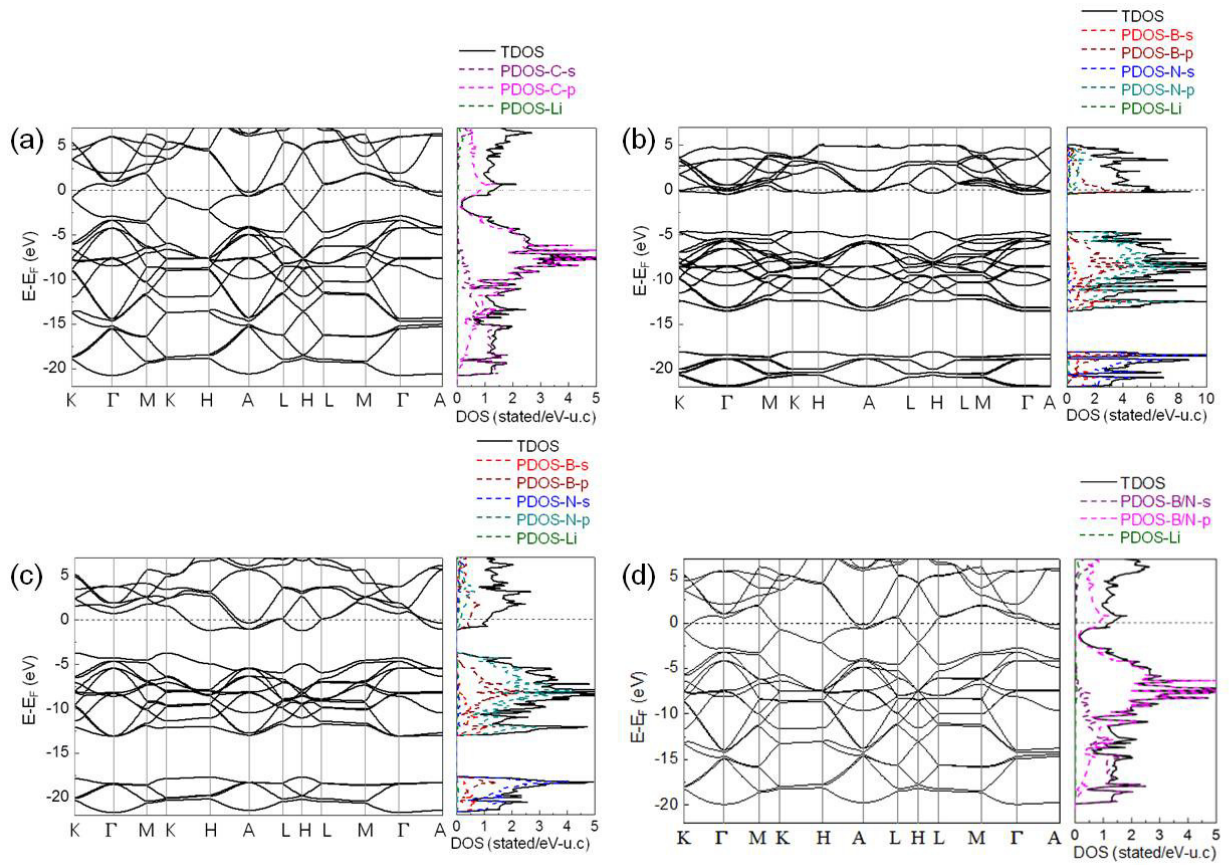 TDOS
PDOS-C-s
PDOS-C-p
PDOS-Li
(a)
E-E_F (eV)
5
0
-5
-10
-15
-20
K Γ M K H A L H L M Γ A
0 1 2 3 4 5
DOS (stated/eV-u.c)
TDOS
PDOS-B-s
PDOS-B-p
PDOS-N-s
PDOS-N-p
PDOS-Li
(b)
E-E_F (eV)
5
0
-5
-10
-15
-20
K Γ M K H A L H L M Γ A
0 2 4 6 8 10
DOS (stated/eV-u.c)
TDOS
PDOS-B-s
PDOS-B-p
PDOS-N-s
PDOS-N-p
PDOS-Li
(c)
E-E_F (eV)
5
0
-5
-10
-15
-20
K Γ M K H A L H L M Γ A
0 1 2 3 4 5
DOS (stated/eV-u.c)
TDOS
PDOS-B/N-s
PDOS-B/N-p
PDOS-Li
(d)
E-E_F (eV)
5
0
-5
-10
-15
-20
K Γ M K H A L H L M Γ A
0 1 2 3 4 5
DOS (stated/eV-u.c)